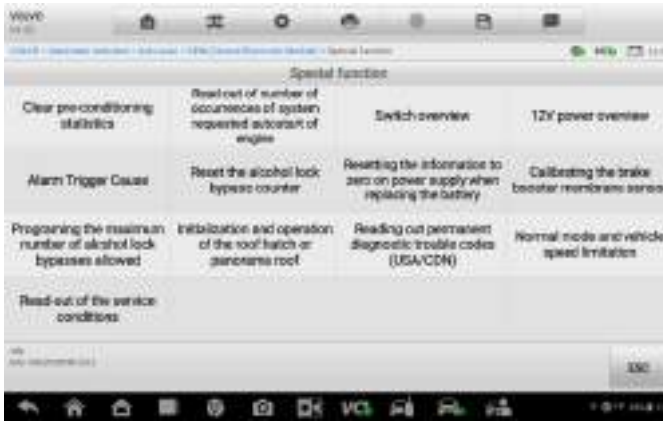 VOLVO
Special function
Clear pre-conditioning
statistics
Read out of number of
occurrences of system
requested autostart of
engine
Switch overview
12V power overview
Alarm Trigger Cause
Reset the alcohol lock
bypass counter
Resetting the information to
zero on power supply when
replacing the battery
Calibrating the brake
booster membrane sensor
Programing the maximum
number of alcohol lock
bypasses allowed
Initialization and operation
of the roof hatch or
panorama roof
Reading out permanent
diagnostic trouble codes
(USA/CDN)
Normal mode and vehicle
speed limitation
Read-out of the service
conditions
ESC
VCI